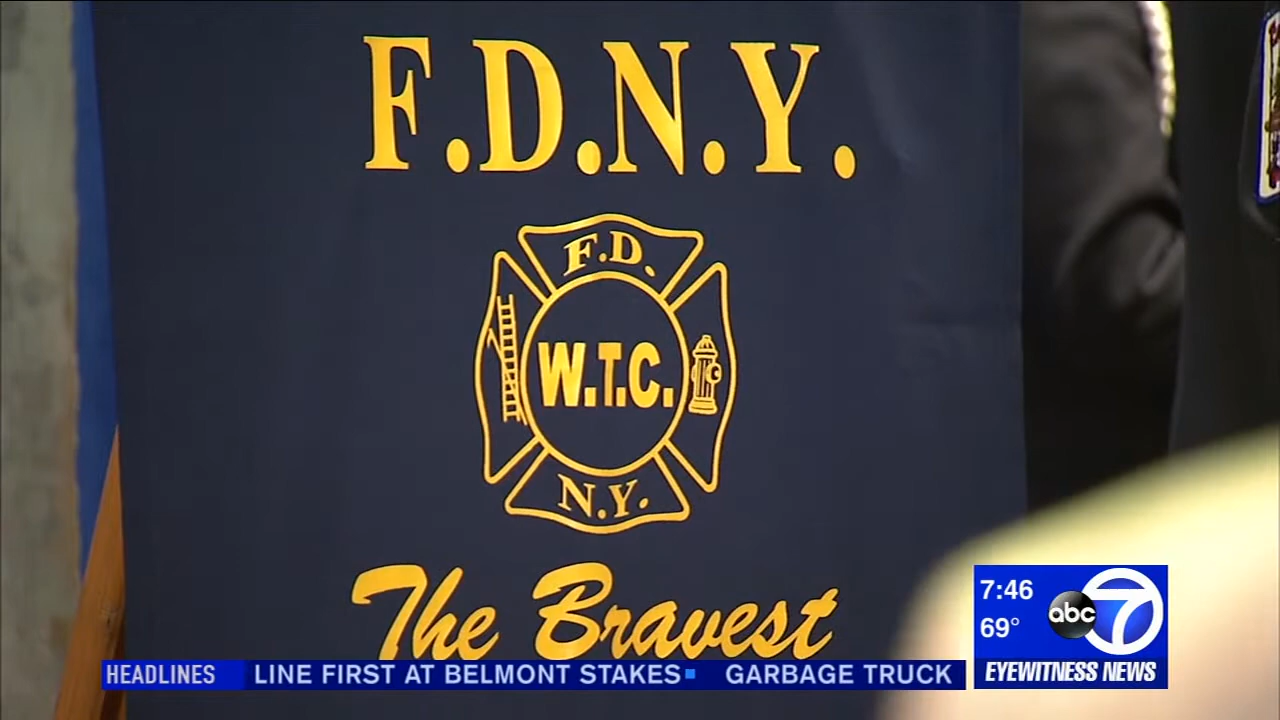 F.D.N.Y.
F.D.
W.T.C.
N.Y.
The Bravest
7:46
69°
abc 7
EYEWITNESS NEWS
HEADLINES LINE FIRST AT BELMONT STAKES▪ GARBAGE TRUCK